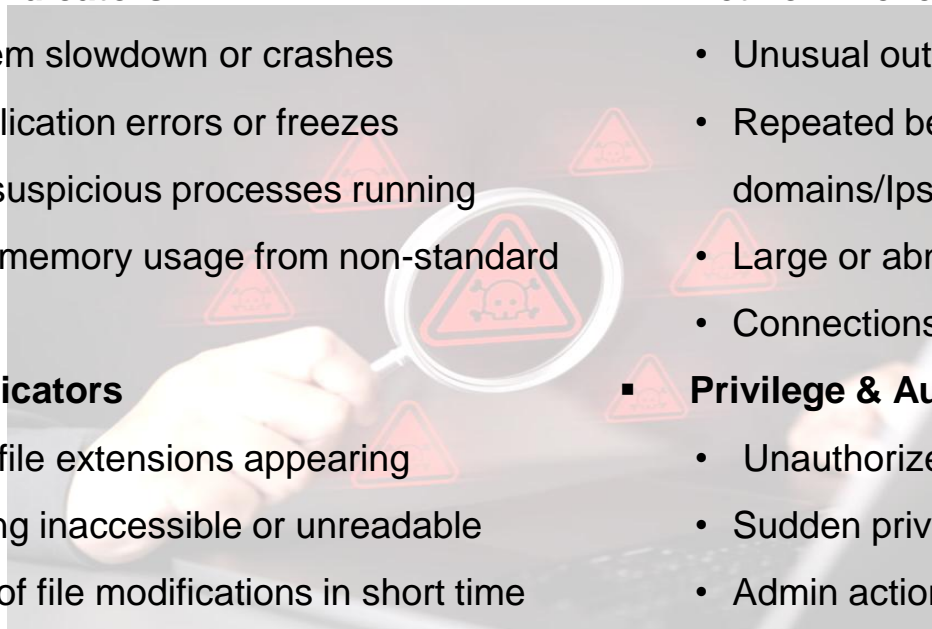 em slowdown or crashes
lication errors or freezes
suspicious processes running
memory usage from non-standard
icators
file extensions appearing
ng inaccessible or unreadable
of file modifications in short time
• Unusual out
• Repeated be
domains/Ips
• Large or abr
• Connections
▪ Privilege & Au
• Unauthorize
• Sudden priv
• Admin action